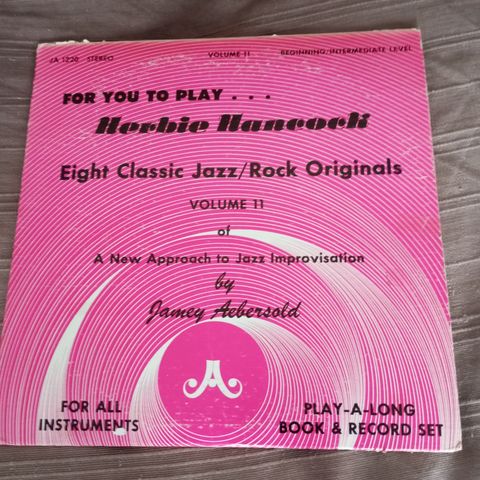 JA 1220 STEREO VOLUME 11 BEGINNING/INTERMEDIATE LEVEL
FOR YOU TO PLAY . . .
Herbie Hancock
Eight Classic Jazz/Rock Originals
VOLUME 11
of
A New Approach to Jazz Improvisation
by
Jamey Aebersold
A
FOR ALL
INSTRUMENTS
PLAY-A-LONG
BOOK & RECORD SET